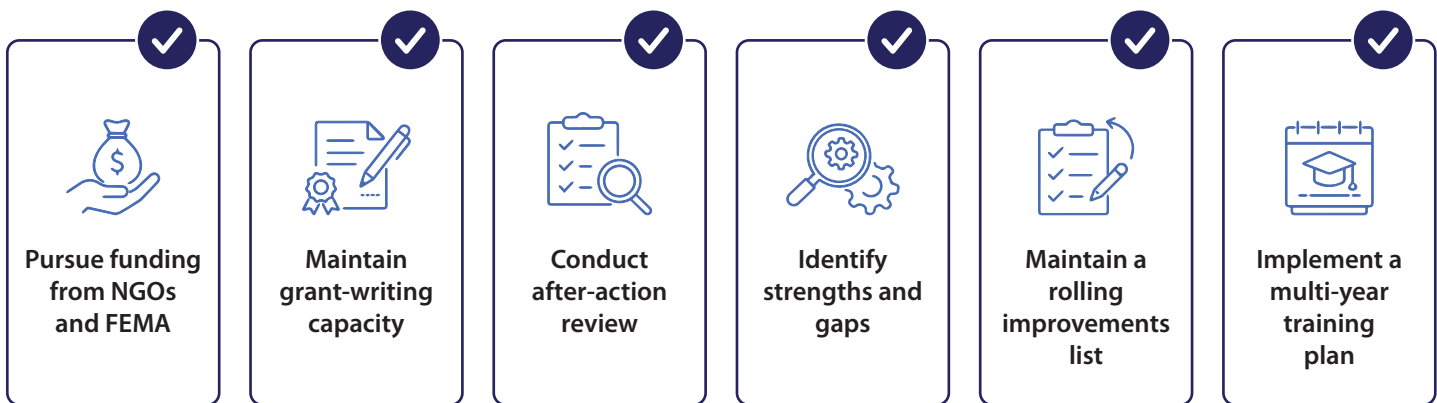 $
Pursue funding
from NGOs
and FEMA
Maintain
grant-writing
capacity
Conduct
after-action
review
Identify
strengths and
gaps
Maintain a
rolling
improvements
list
Implement a
multi-year
training
plan